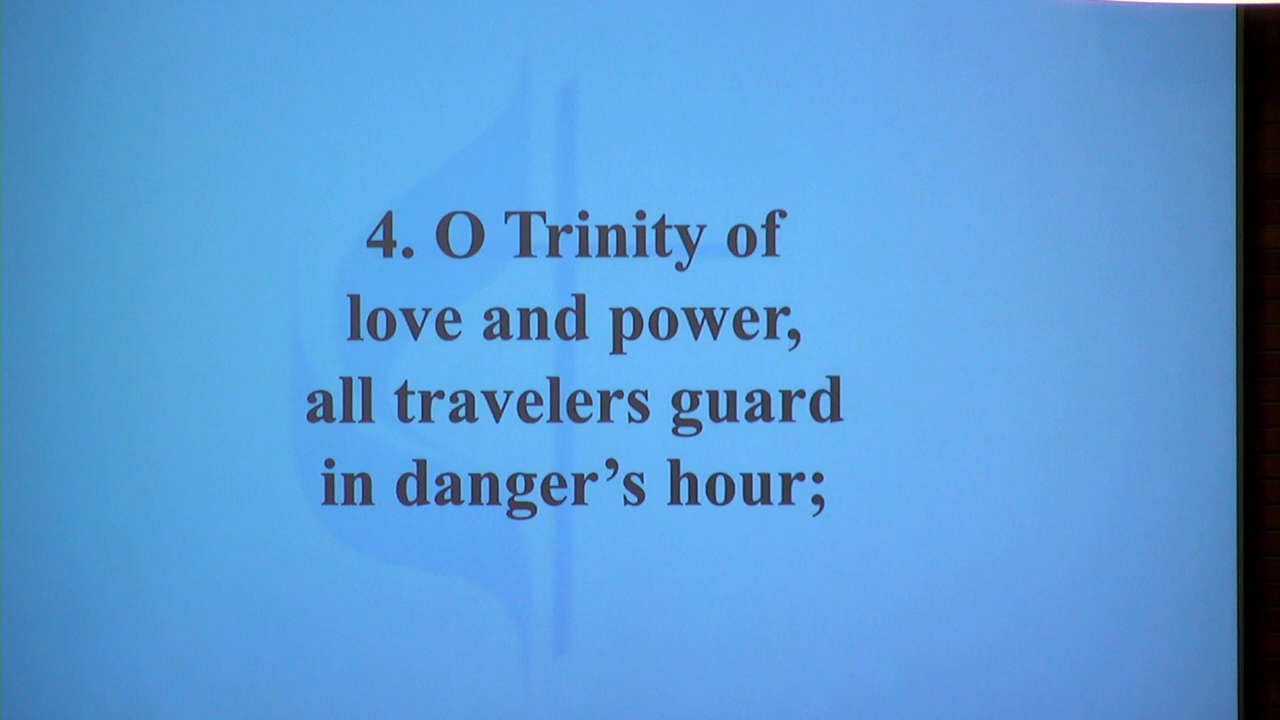 4. O Trinity of
love and power,
all travelers guard
in danger’s hour;